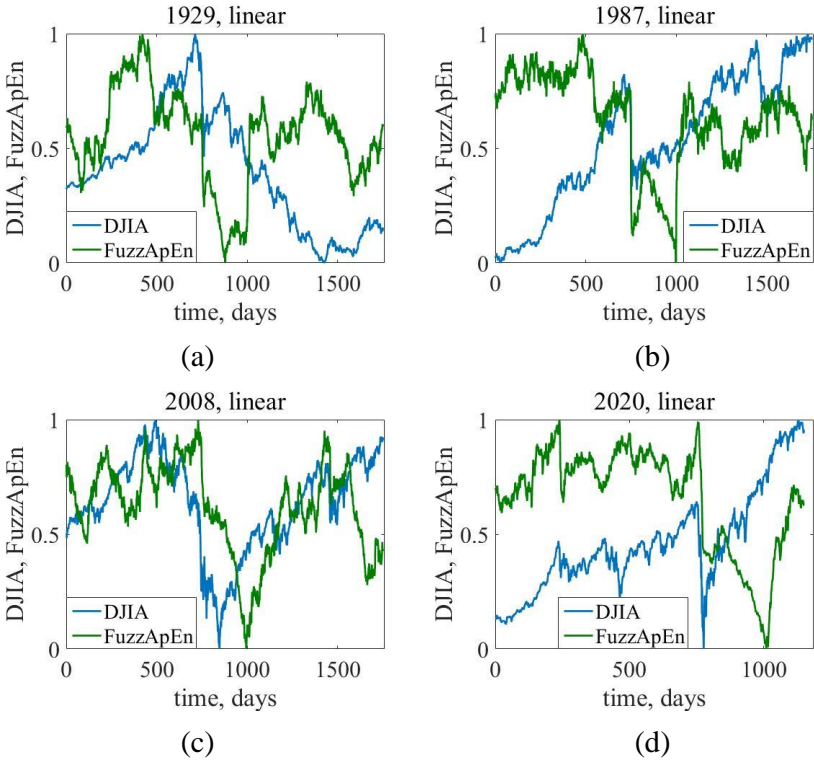 1929, linear
DJIA, FuzzApEn
1
0.5
0
DJIA
FuzzApEn
0 500 1000 1500
time, days
(a)
1987, linear
DJIA, FuzzApEn
1
0.5
0
DJIA
FuzzApEn
0 500 1000 1500
time, days
(b)
2008, linear
DJIA, FuzzApEn
1
0.5
0
DJIA
FuzzApEn
0 500 1000 1500
time, days
(c)
2020, linear
DJIA, FuzzApEn
1
0.5
0
DJIA
FuzzApEn
0 500 1000
time, days
(d)